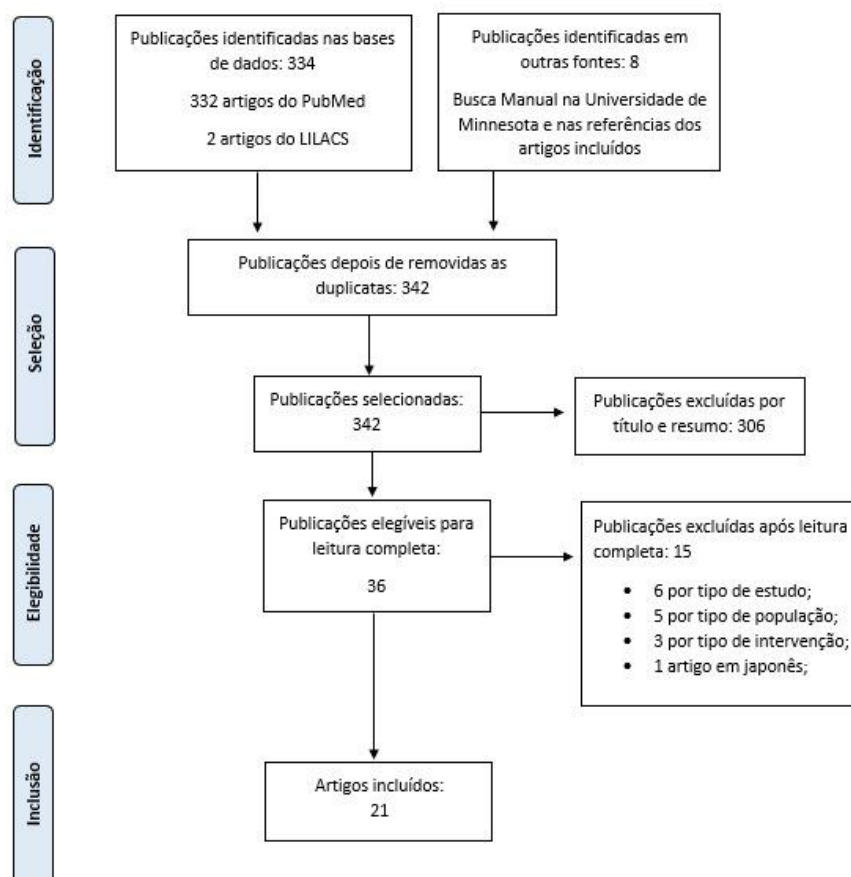 Identificação
Publicações identificadas nas bases
de dados: 334
332 artigos do PubMed
2 artigos do LILACS
Publicações identificadas em
outras fontes: 8
Busca Manual na Universidade de
Minnesota e nas referências dos
artigos incluídos
Seleção
Publicações depois de removidas as
duplicatas: 342
Publicações selecionadas:
342
Publicações excluídas por
título e resumo: 306
Elegibilidade
Publicações elegíveis para
leitura completa:
36
Publicações excluídas após leitura
completa: 15
• 6 por tipo de estudo;
• 5 por tipo de população;
• 3 por tipo de intervenção;
• 1 artigo em japonês;
Inclusão
Artigos incluídos:
21